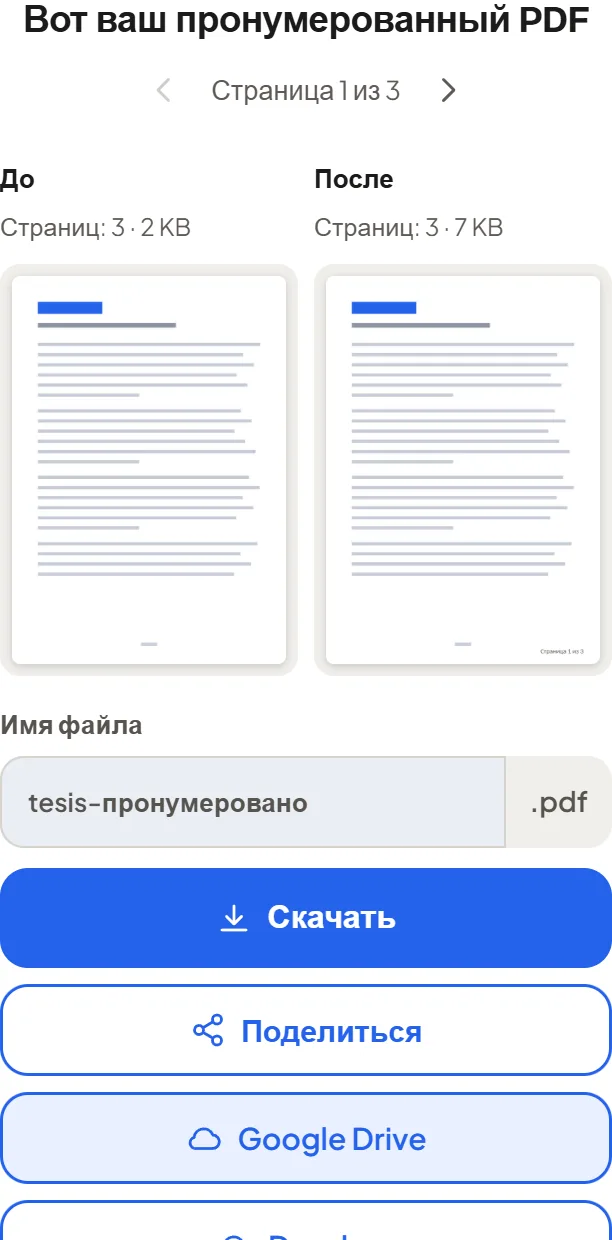 Вот ваш пронумерованный PDF
Страница 1 из 3
До
После
Страниц: 3 · 2 KB
Страниц: 3 · 7 KB
Страница 1 из 3
Имя файла
tesis-пронумеровано
.pdf
Скачать
Поделиться
Google Drive